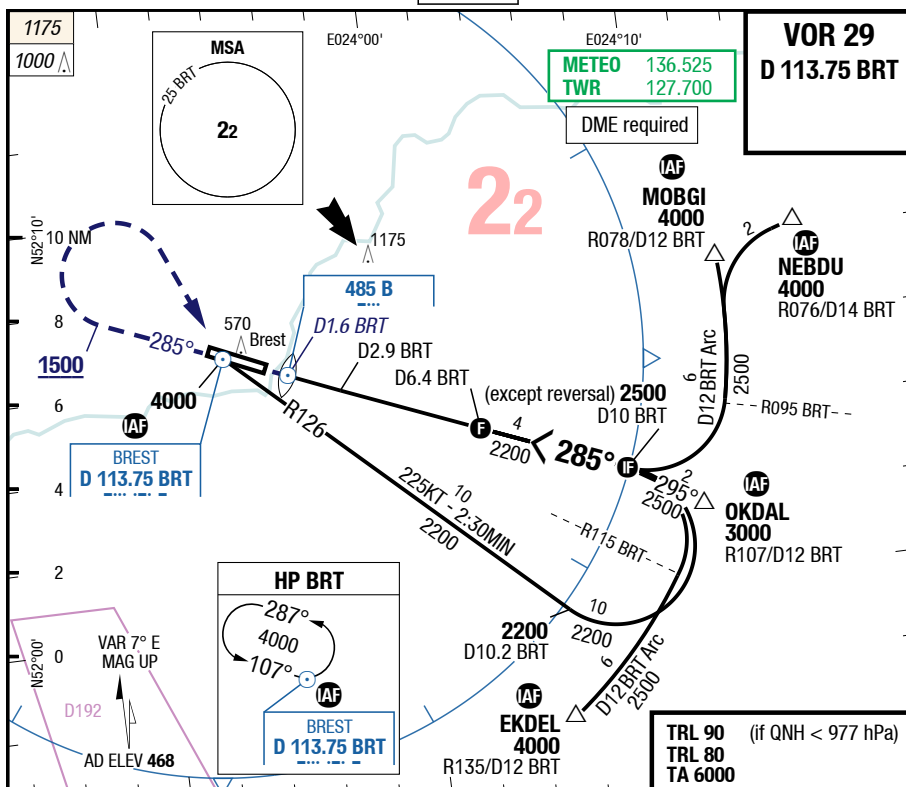 1175
1000
MSA
25 BRT
22
E024°00'
E024°10'
METEO 136.525
TWR 127.700
DME required
VOR 29
D 113.75 BRT
22
IAF
MOBGI
4000
R078/D12 BRT
2
IAF
NEBDU
4000
R076/D14 BRT
N52°10'
10 NM
8
6
4
2
0
N52°00'
1175
485 B
D1.6 BRT
D2.9 BRT
D6.4 BRT
570
Brest
285°
1500
4000
IAF
BREST
D 113.75 BRT
R126
(except reversal) 2500
D10 BRT
F
4
2200
285°
IF
6
D12 BRT Arc
2500
R095 BRT
2
295°
2500
IAF
OKDAL
3000
R107/D12 BRT
10
225KT - 2:30MIN
2200
R115 BRT
10
2200
2200
D10.2 BRT
6
D12 BRT Arc
2500
IAF
EKDEL
4000
R135/D12 BRT
HP BRT
287°
4000
107°
IAF
BREST
D 113.75 BRT
VAR 7° E
MAG UP
D192
AD ELEV 468
TRL 90 (if QNH < 977 hPa)
TRL 80
TA 6000